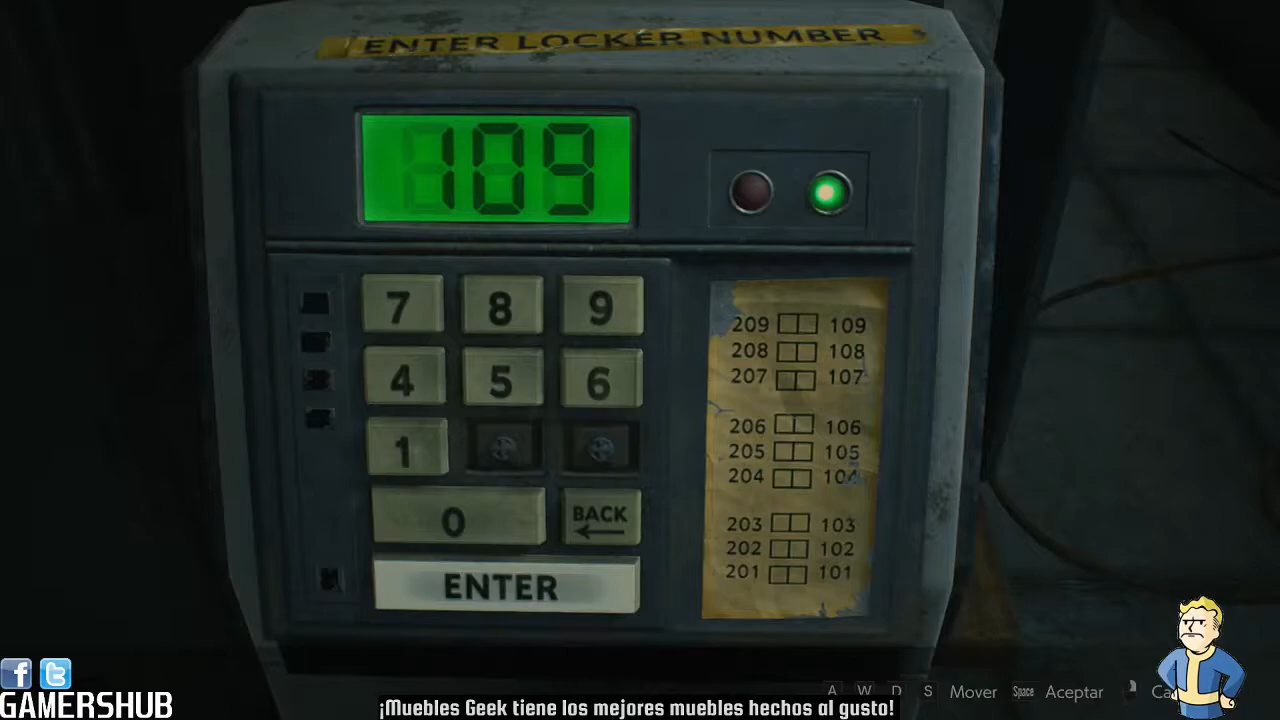 ENTER LOCKER NUMBER
109
7 8 9
4 5 6
1
0 BACK
ENTER
209 109
208 108
207 107
206 106
205 105
204 104
203 103
202 102
201 101
f t
GAMERSHUB
A W D S Mover Space Aceptar
¡Muebles Geek tiene los mejores muebles hechos al gusto!